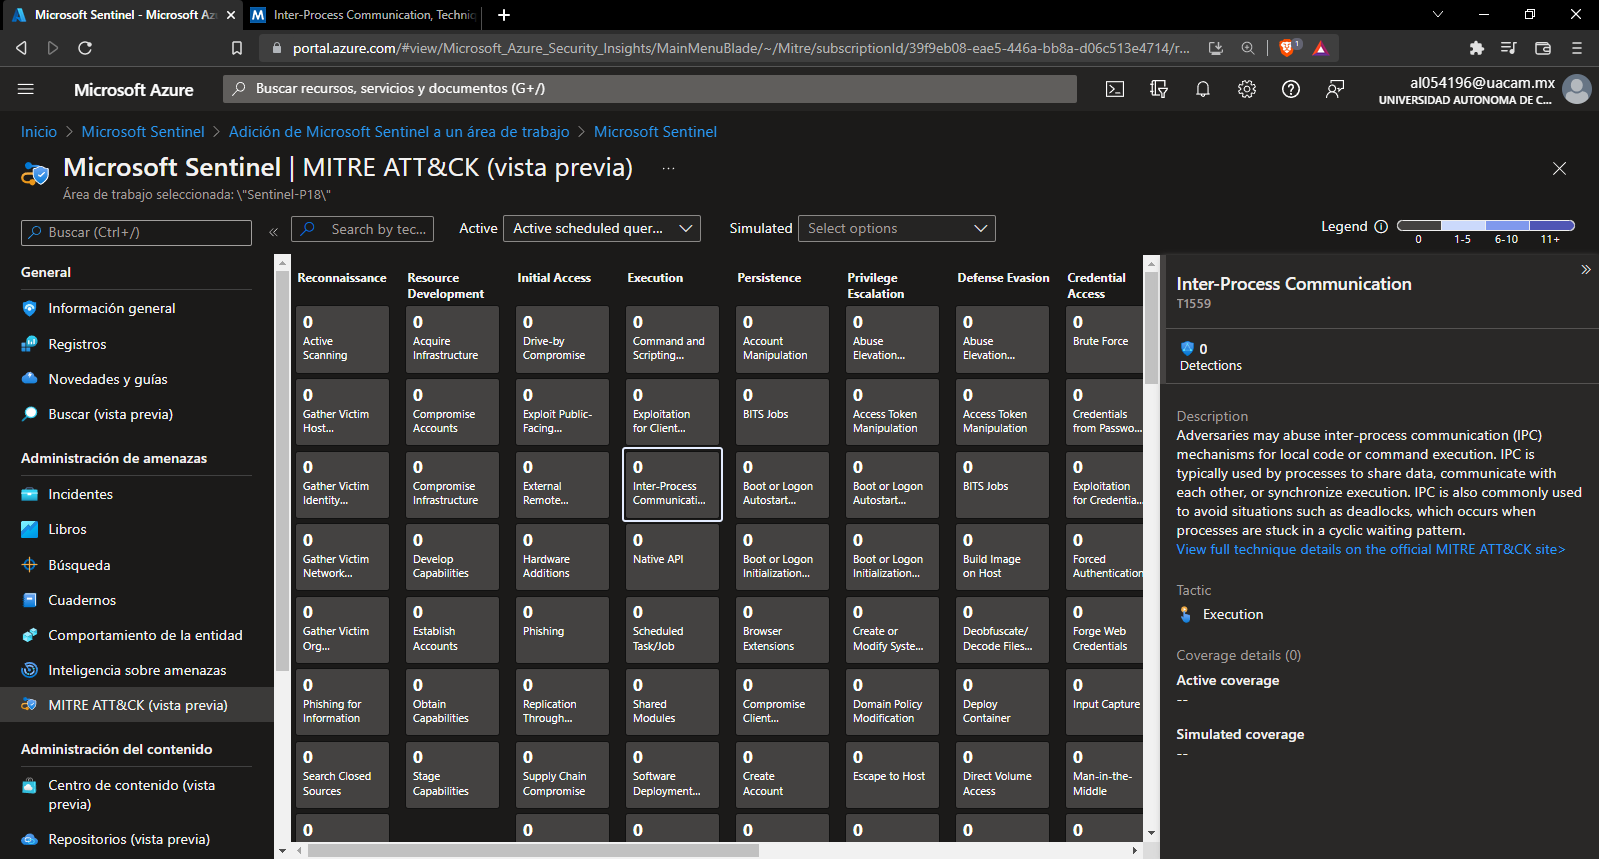 Microsoft Sentinel - Microsoft Az
Inter-Process Communication, Techniq
portal.azure.com/#view/Microsoft_Azure_Security_Insights/MainMenuBlade/~/Mitre/subscriptionId/39f9eb08-eae5-446a-bb8a-d06c513e4714/r...
1
Microsoft Azure
Buscar recursos, servicios y documentos (G+/)
al054196@uacam.mx
UNIVERSIDAD AUTONOMA DE C...
Inicio > Microsoft Sentinel > Adición de Microsoft Sentinel a un área de trabajo > Microsoft Sentinel
Microsoft Sentinel | MITRE ATT&CK (vista previa) ...
Área de trabajo seleccionada: \"Sentinel-P18\"
Buscar (Ctrl+/)
«
Search by tec...
Active
Active scheduled quer...
Simulated
Select options
Legend
0
1-5
6-10
11+
General
Información general
Registros
Novedades y guías
Buscar (vista previa)
Administración de amenazas
Incidentes
Libros
Búsqueda
Cuadernos
Comportamiento de la entidad
Inteligencia sobre amenazas
MITRE ATT&CK (vista previa)
Administración del contenido
Centro de contenido (vista
previa)
Repositorios (vista previa)
Reconnaissance
0
Active
Scanning
0
Gather Victim
Host...
0
Gather Victim
Identity...
0
Gather Victim
Network...
0
Gather Victim
Org...
0
Phishing for
Information
0
Search Closed
Sources
0
Resource
Development
0
Acquire
Infrastructure
0
Compromise
Accounts
0
Compromise
Infrastructure
0
Develop
Capabilities
0
Establish
Accounts
0
Obtain
Capabilities
0
Stage
Capabilities
Initial Access
0
Drive-by
Compromise
0
Exploit Public-
Facing...
0
External
Remote...
0
Hardware
Additions
0
Phishing
0
Replication
Through...
0
Supply Chain
Compromise
0
Execution
0
Command and
Scripting...
0
Exploitation
for Client...
0
Inter-Process
Communicati...
0
Native API
0
Scheduled
Task/Job
0
Shared
Modules
0
Software
Deployment...
0
Persistence
0
Account
Manipulation
0
BITS Jobs
0
Boot or Logon
Autostart...
0
Boot or Logon
Initialization...
0
Browser
Extensions
0
Compromise
Client...
0
Create
Account
0
Privilege
Escalation
0
Abuse
Elevation...
0
Access Token
Manipulation
0
Boot or Logon
Autostart...
0
Boot or Logon
Initialization...
0
Create or
Modify Syste...
0
Domain Policy
Modification
0
Escape to Host
0
Defense Evasion
0
Abuse
Elevation...
0
Access Token
Manipulation
0
BITS Jobs
0
Build Image
on Host
0
Deobfuscate/
Decode Files...
0
Deploy
Container
0
Direct Volume
Access
0
Credential
Access
0
Brute Force
0
Credentials
from Passwo...
0
Exploitation
for Credentia...
0
Forced
Authentication
0
Forge Web
Credentials
0
Input Capture
0
Man-in-the-
Middle
0
»
Inter-Process Communication
T1559
0
Detections
Description
Adversaries may abuse inter-process communication (IPC)
mechanisms for local code or command execution. IPC is
typically used by processes to share data, communicate with
each other, or synchronize execution. IPC is also commonly used
to avoid situations such as deadlocks, which occurs when
processes are stuck in a cyclic waiting pattern.
View full technique details on the official MITRE ATT&CK site>
Tactic
Execution
Coverage details (0)
Active coverage
--
Simulated coverage
--